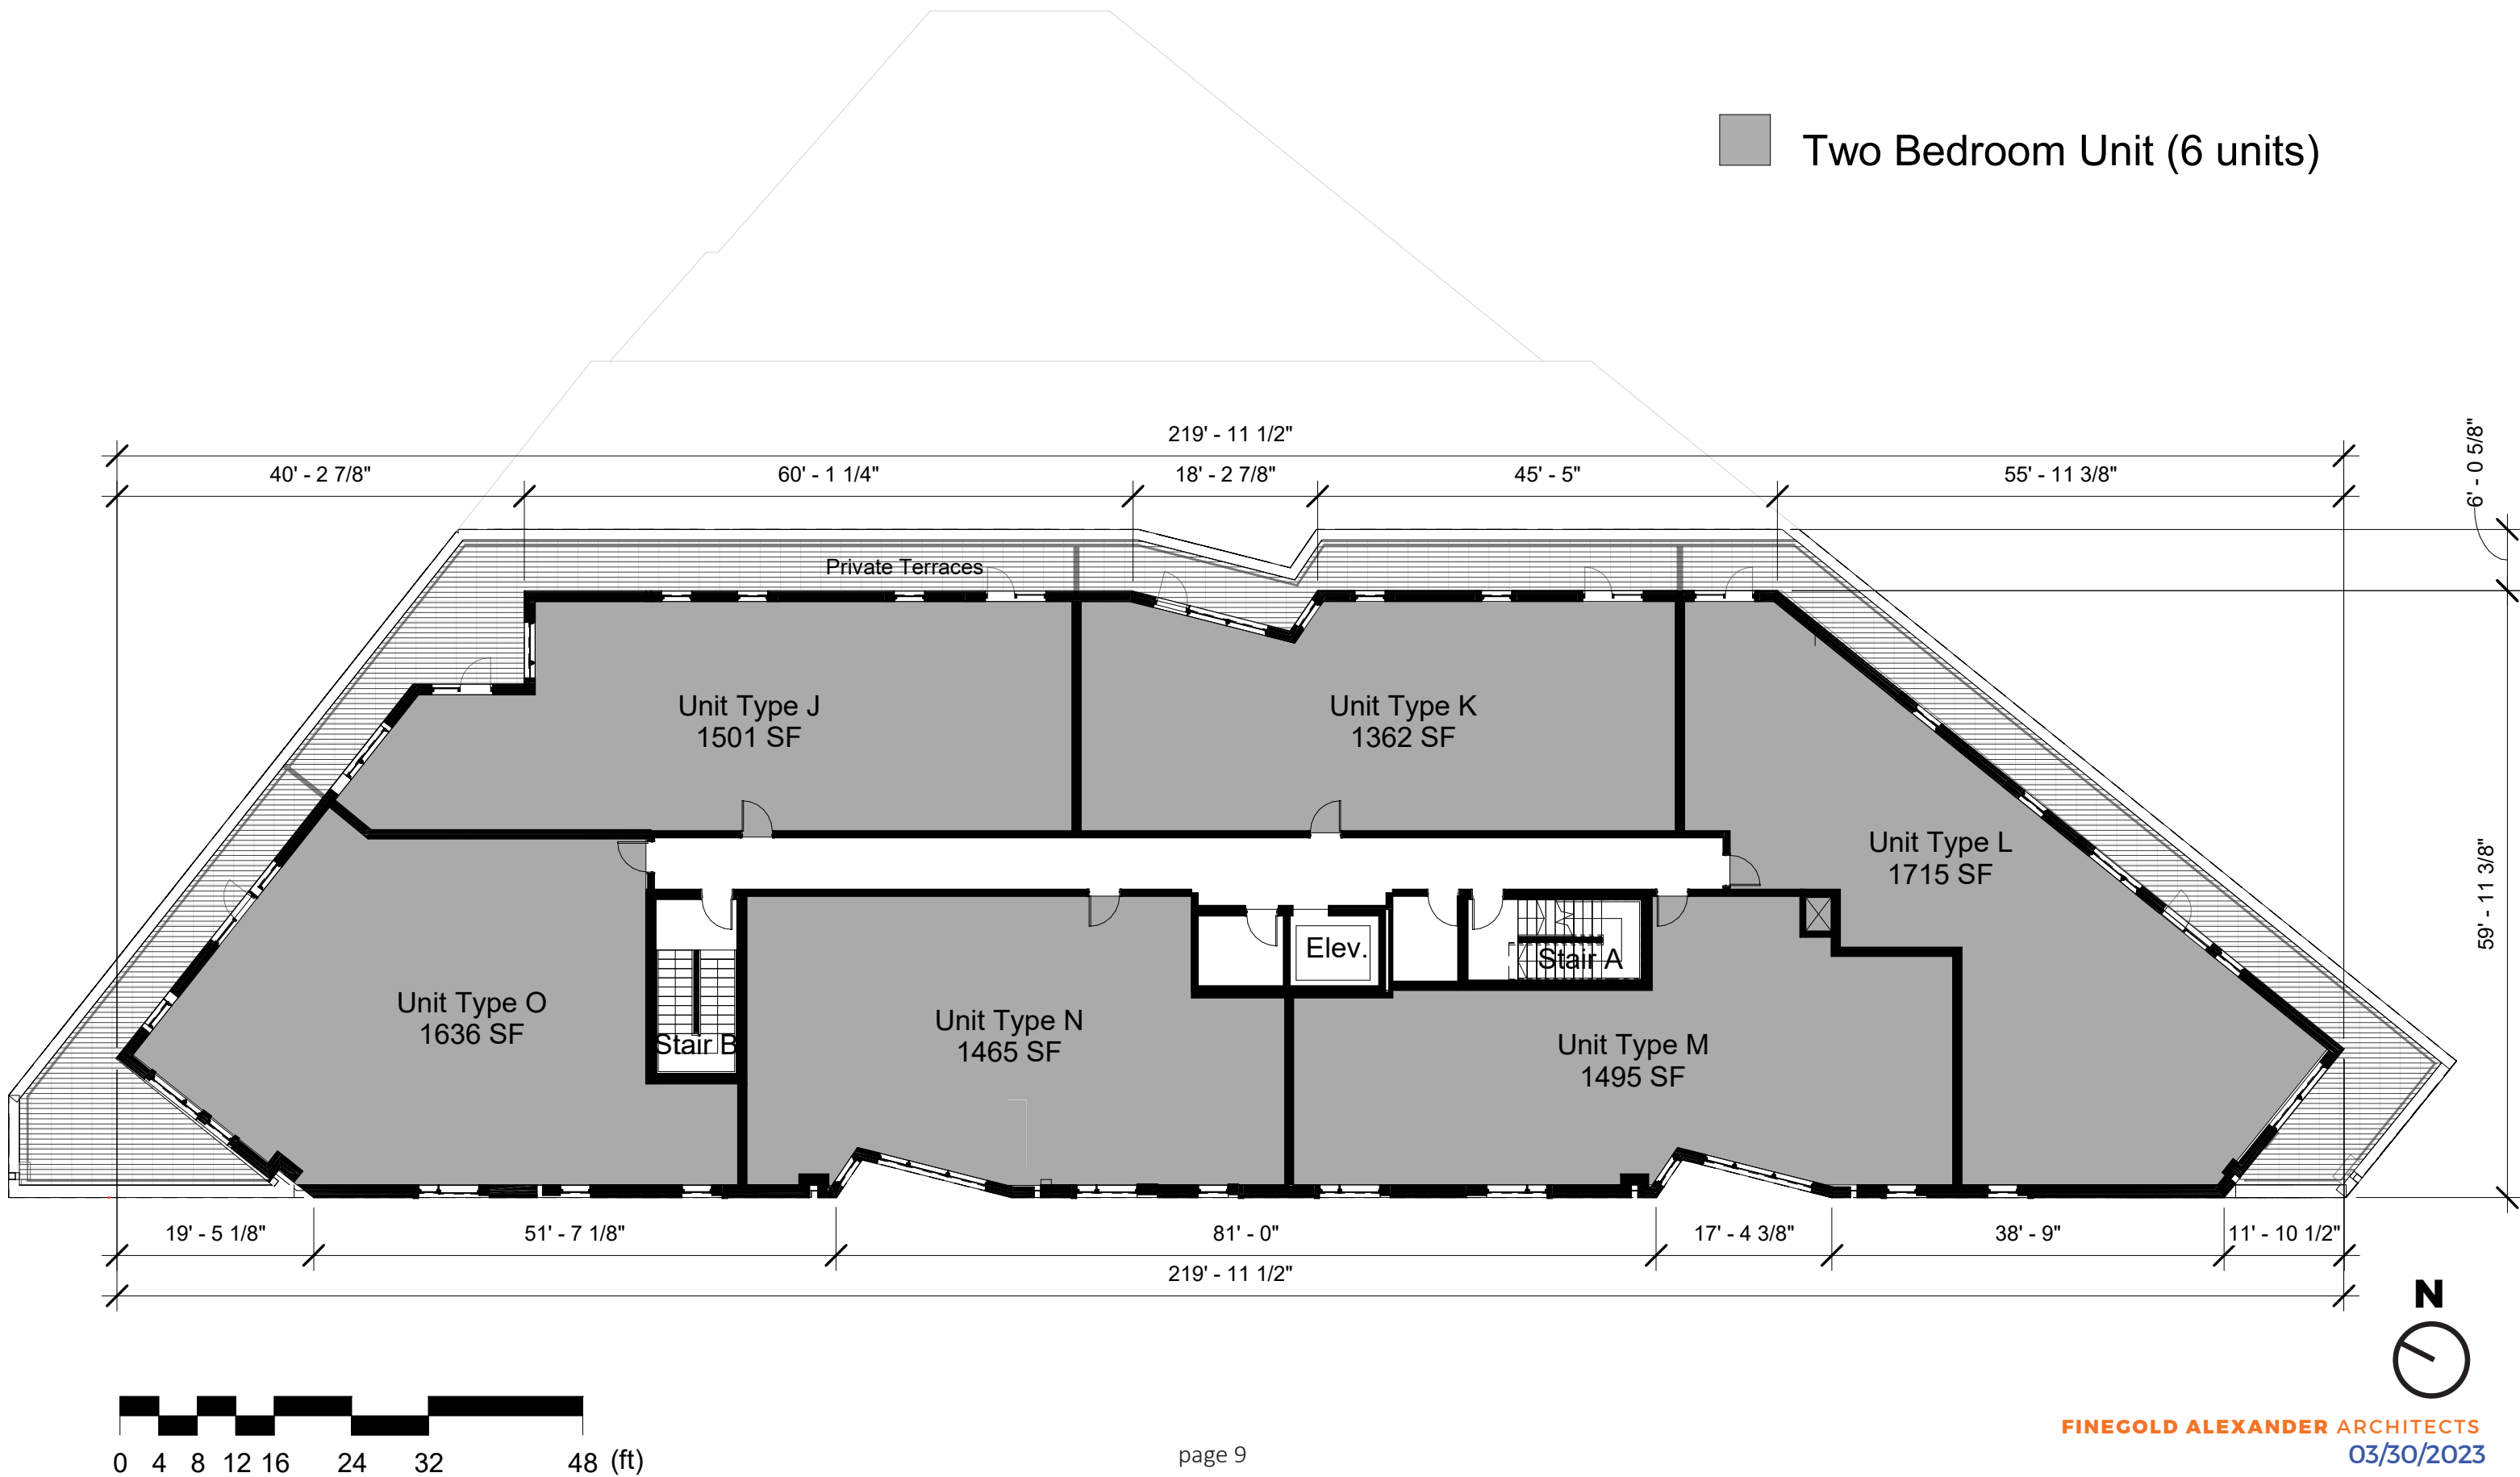 Two Bedroom Unit (6 units)
219' - 11 1/2"
40' - 2 7/8"
60' - 1 1/4"
18' - 2 7/8"
45' - 5"
55' - 11 3/8"
6' - 0 5/8"
Private Terraces
Unit Type J
1501 SF
Unit Type K
1362 SF
Unit Type L
1715 SF
59' - 11 3/8"
Elev.
Stair A
Unit Type O
1636 SF
Stair B
Unit Type N
1465 SF
Unit Type M
1495 SF
19' - 5 1/8"
51' - 7 1/8"
81' - 0"
17' - 4 3/8"
38' - 9"
11' - 10 1/2"
219' - 11 1/2"
N
0 4 8 12 16 24 32 48 (ft)
page 9
FINEGOLD ALEXANDER ARCHITECTS
03/30/2023